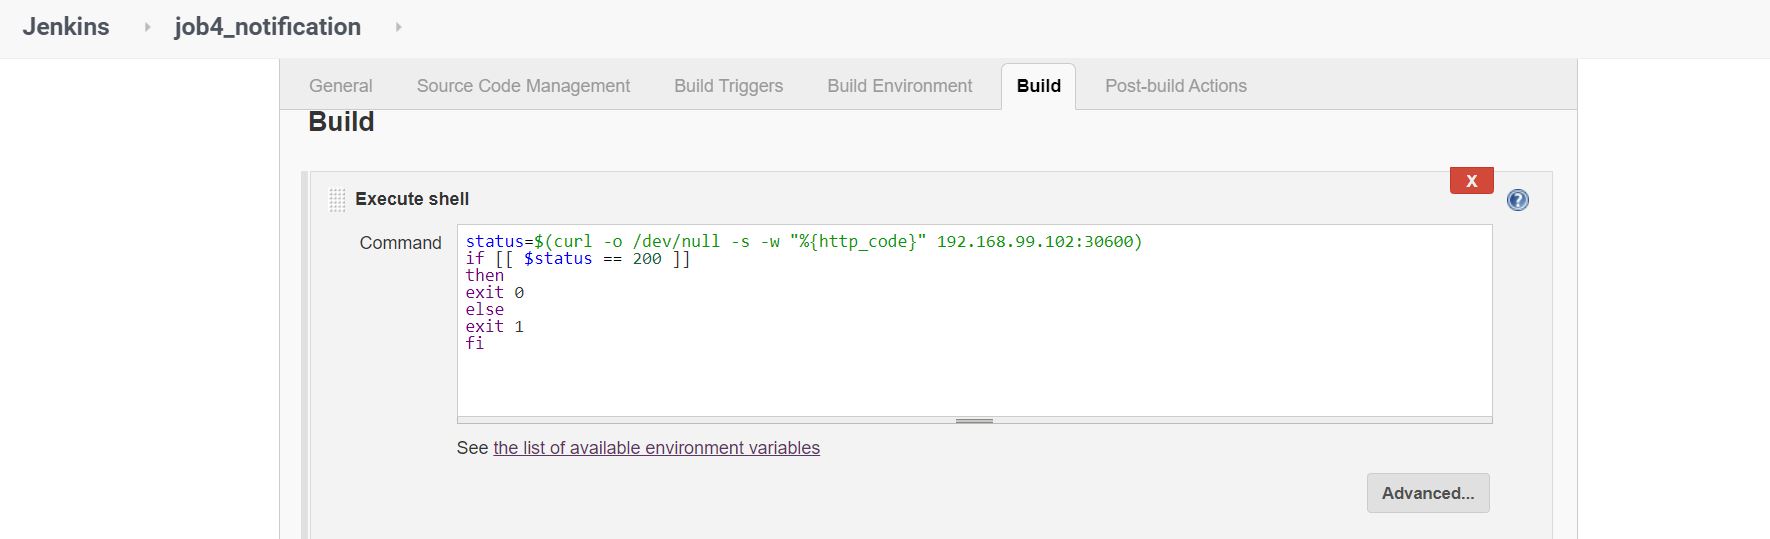 Jenkins job4_notification
General Source Code Management Build Triggers Build Environment Build Post-build Actions
Build
X
Execute shell
?
Command
status=$(curl -o /dev/null -s -w "%{http_code}" 192.168.99.102:30600)
if [[ $status == 200 ]]
then
exit 0
else
exit 1
fi
See the list of available environment variables
Advanced...